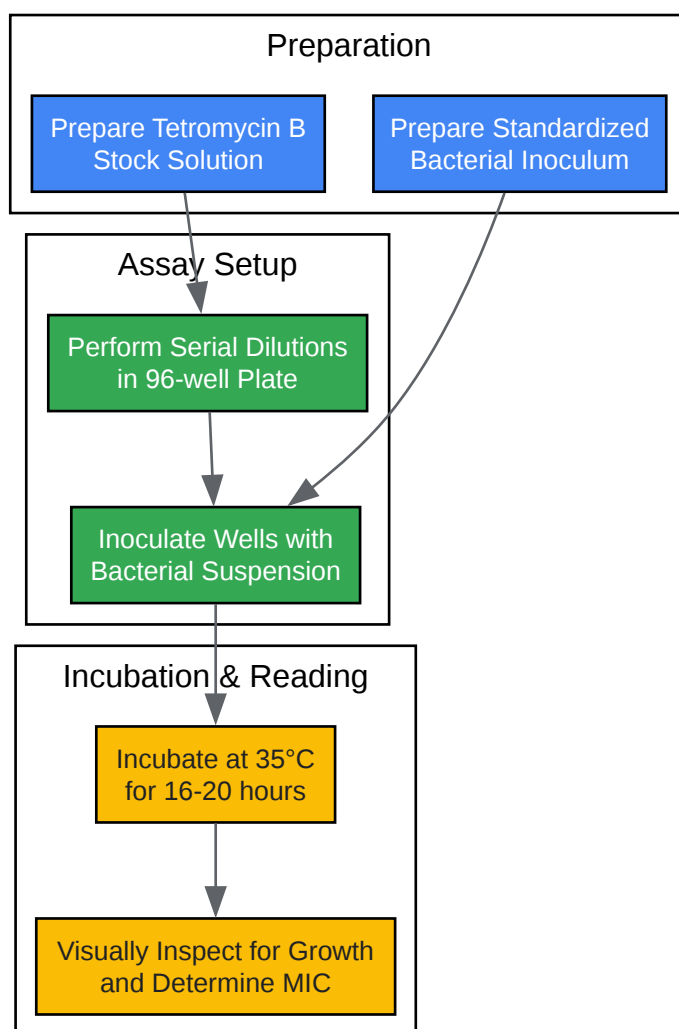 Preparation
Prepare Tetromycin B
Stock Solution
Prepare Standardized
Bacterial Inoculum
Assay Setup
Perform Serial Dilutions
in 96-well Plate
Inoculate Wells with
Bacterial Suspension
Incubation & Reading
Incubate at 35°C
for 16-20 hours
Visually Inspect for Growth
and Determine MIC